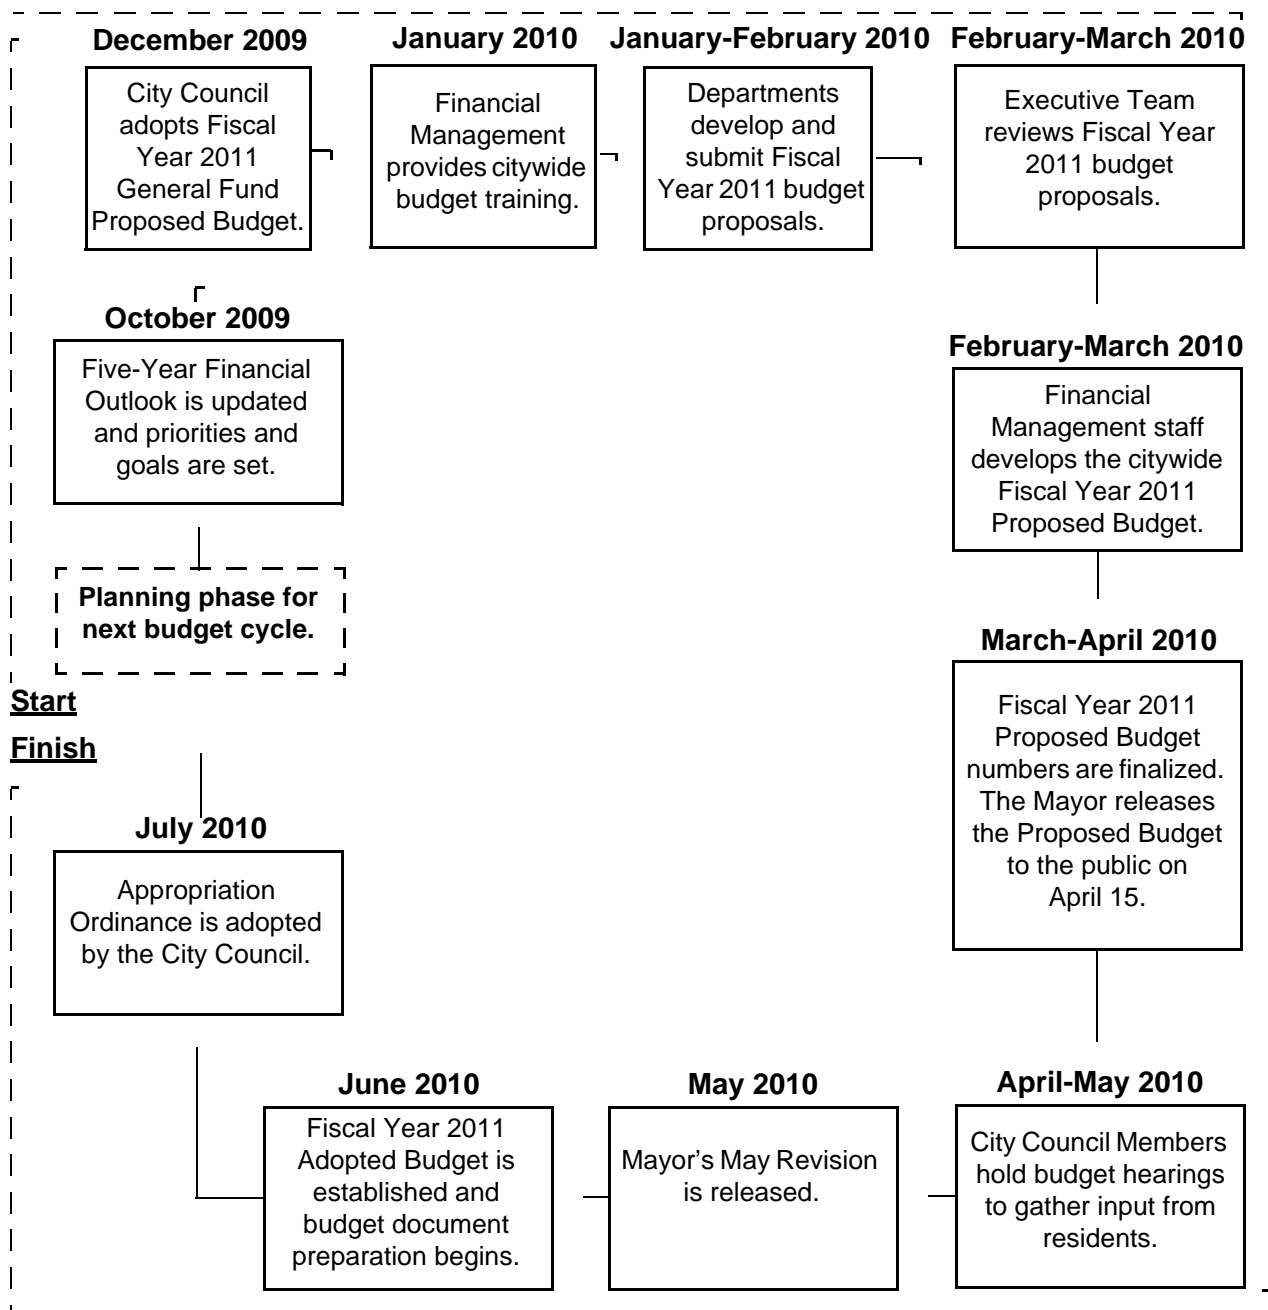 December 2009
City Council
adopts Fiscal
Year 2011
General Fund
Proposed Budget.
January 2010
Financial
Management
provides citywide
budget training.
January-February 2010
Departments
develop and
submit Fiscal
Year 2011 budget
proposals.
February-March 2010
Executive Team
reviews Fiscal Year
2011 budget
proposals.
October 2009
Five-Year Financial
Outlook is updated
and priorities and
goals are set.
February-March 2010
Financial
Management staff
develops the citywide
Fiscal Year 2011
Proposed Budget.
Planning phase for
next budget cycle.
Start
Finish
March-April 2010
Fiscal Year 2011
Proposed Budget
numbers are finalized.
The Mayor releases
the Proposed Budget
to the public on
April 15.
July 2010
Appropriation
Ordinance is adopted
by the City Council.
June 2010
Fiscal Year 2011
Adopted Budget is
established and
budget document
preparation begins.
May 2010
Mayor's May Revision
is released.
April-May 2010
City Council Members
hold budget hearings
to gather input from
residents.